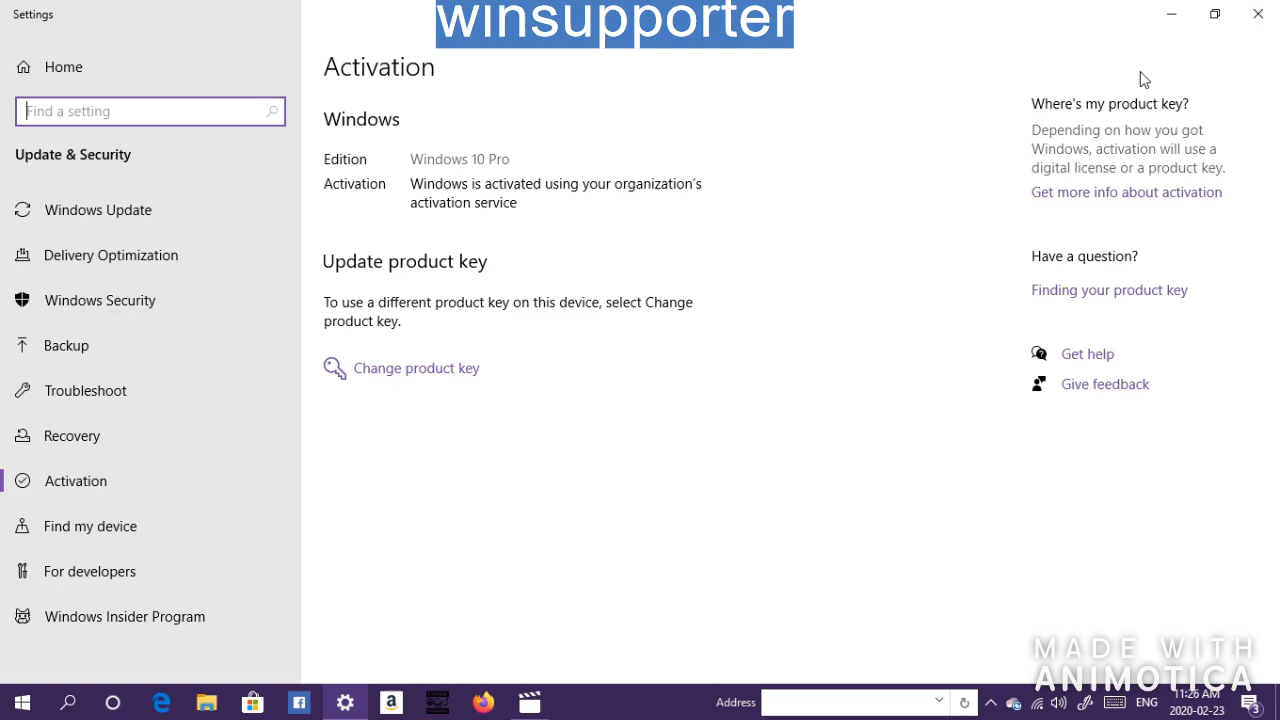 winsupporter
Settings
Home
Find a setting
Update & Security
Windows Update
Delivery Optimization
Windows Security
Backup
Troubleshoot
Recovery
Activation
Find my device
For developers
Windows Insider Program
Activation
Windows
Edition Windows 10 Pro
Activation Windows is activated using your organization's
activation service
Update product key
To use a different product key on this device, select Change
product key.
Change product key
Where's my product key?
Depending on how you got
Windows, activation will use a
digital license or a product key.
Get more info about activation
Have a question?
Finding your product key
Get help
Give feedback
MADE WITH
ANIMOTICA
Address
ENG
11:26 AM
2020-02-23
3